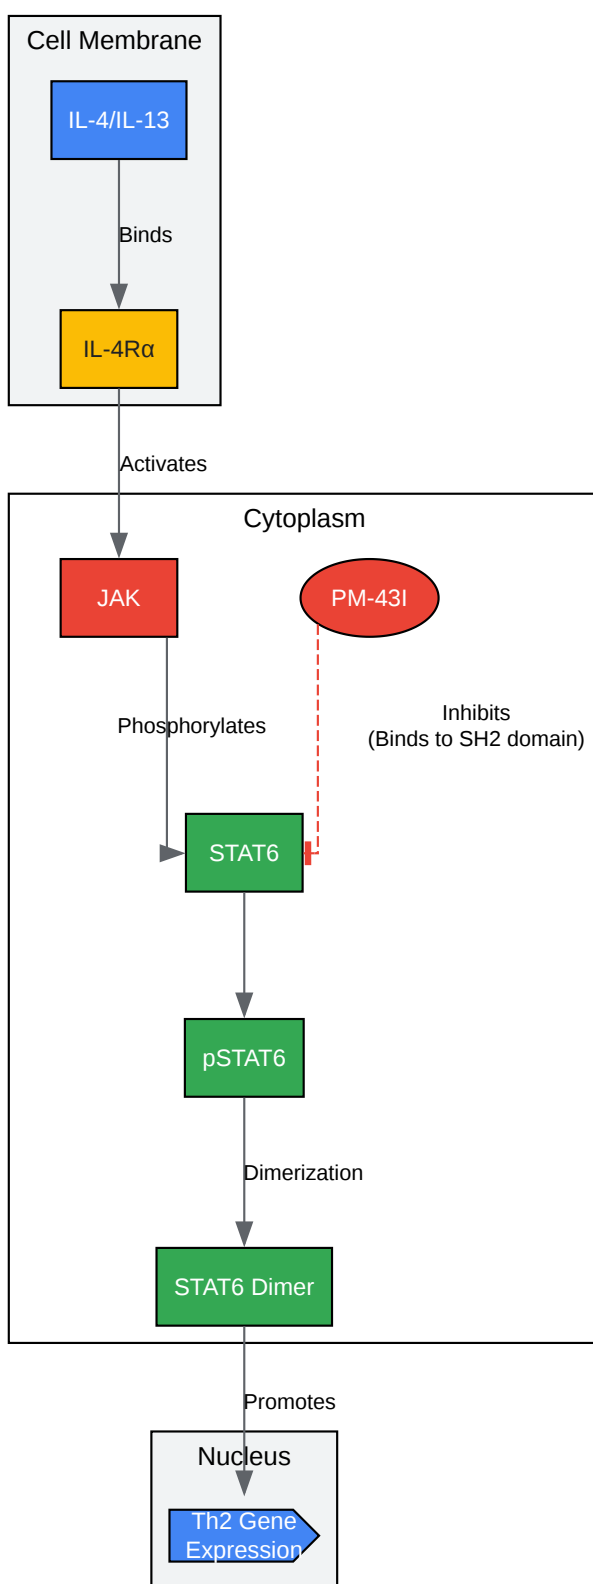 Cell Membrane
IL-4/IL-13
Binds
IL-4Rα
Activates
Cytoplasm
JAK
PM-43I
Phosphorylates
Inhibits
(Binds to SH2 domain)
STAT6
pSTAT6
Dimerization
STAT6 Dimer
Promotes
Nucleus
Th2 Gene
Expression